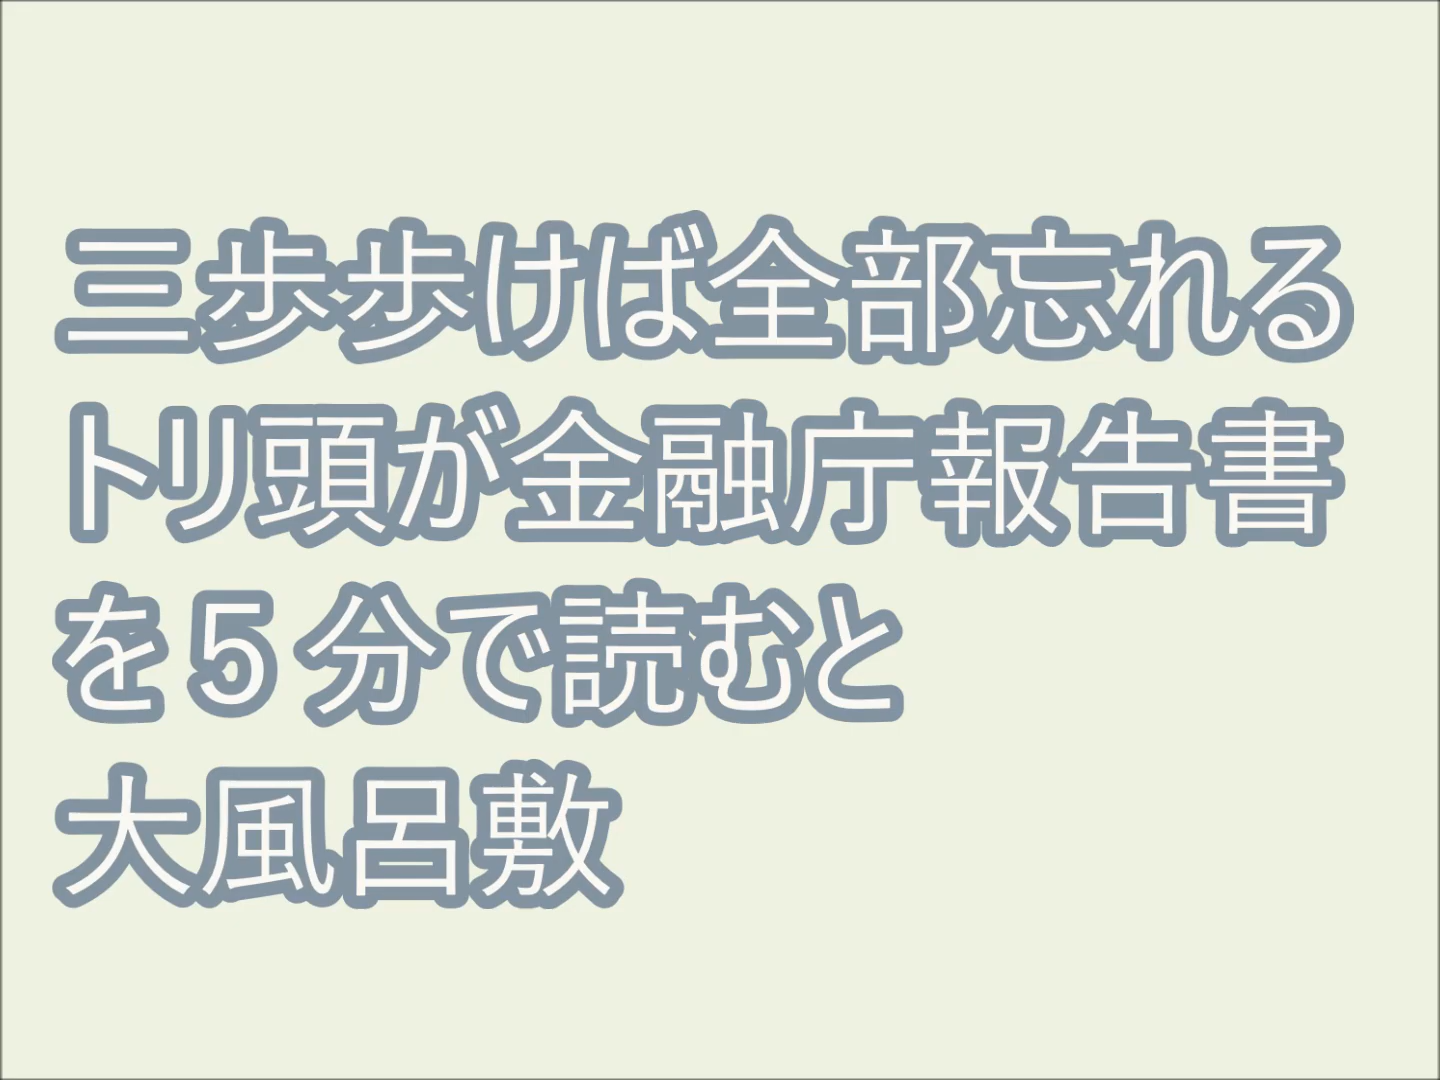 三歩歩けば全部忘れる
トリ頭が金融庁報告書
を5分で読むと
大風呂敷